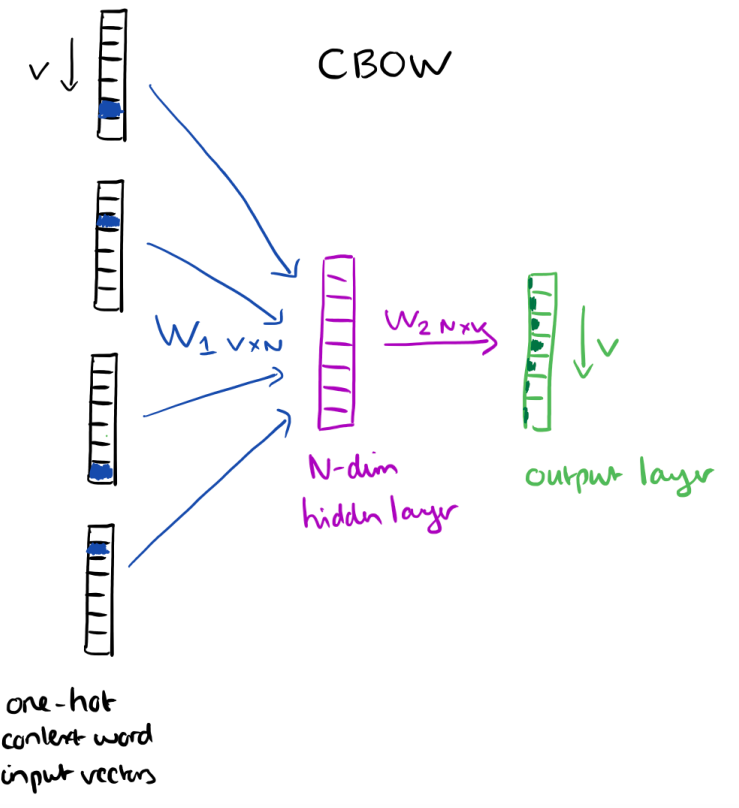 CBOW
V
W1 V×N
W2 N×V
V
N-dim
hidden layer
output layer
one-hot
context word
input vectors